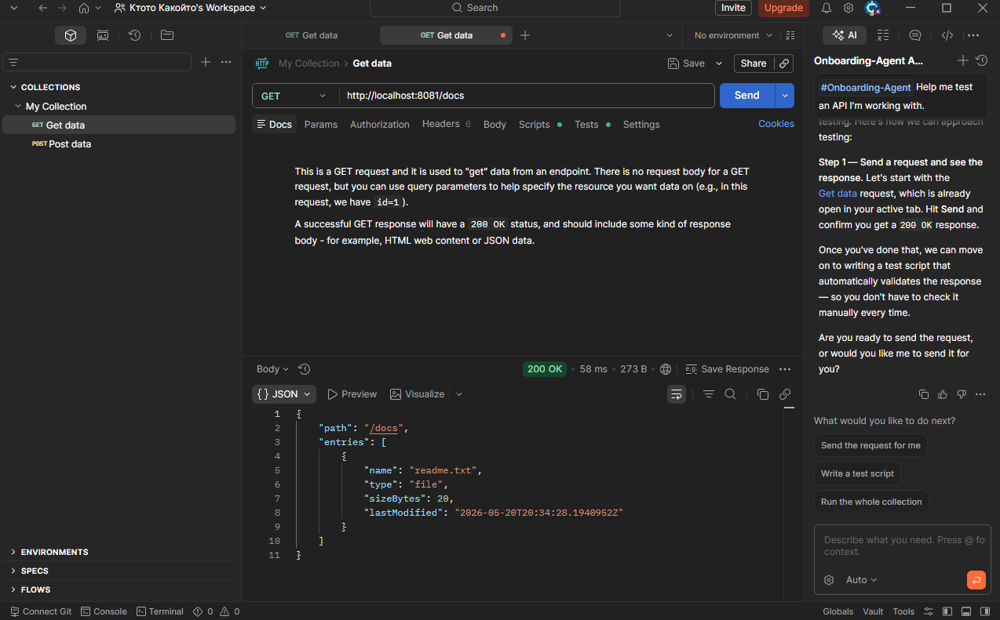 Ктото Какойто's Workspace
Search
Invite
Upgrade
GET Get data
GET Get data
No environment
AI
My Collection > Get data
Save
Share
Onboarding-Agent A...
COLLECTIONS
My Collection
GET Get data
POST Post data
GET
http://localhost:8081/docs
Send
#Onboarding-Agent Help me test
an API I'm working with.
Docs
Params
Authorization
Headers 6
Body
Scripts
Tests
Settings
Cookies
testing. Here's how we can approach
testing:
This is a GET request and it is used to "get" data from an endpoint. There is no request body for a GET
request, but you can use query parameters to help specify the resource you want data on (e.g., in this
request, we have id=1 ).
A successful GET response will have a 200 OK status, and should include some kind of response
body - for example, HTML web content or JSON data.
Step 1 — Send a request and see the
response. Let's start with the
Get data request, which is already
open in your active tab. Hit Send and
confirm you get a 200 OK response.
Once you've done that, we can move
on to writing a test script that
automatically validates the response
— so you don't have to check it
manually every time.
Are you ready to send the request,
or would you like me to send it for
you?
Body
200 OK
58 ms
273 B
e.g. Save Response
{} JSON
Preview
Visualize
1 {
2 "path": "/docs",
3 "entries": [
4 {
5 "name": "readme.txt",
6 "type": "file",
7 "sizeBytes": 20,
8 "lastModified": "2026-05-20T20:34:28.1940952Z"
9 }
10 ]
11 }
What would you like to do next?
Send the request for me
Write a test script
Run the whole collection
Describe what you need. Press @ fo
context.
Auto
ENVIRONMENTS
SPECS
FLOWS
Connect Git
Console
Terminal
0
0
Globals
Vault
Tools